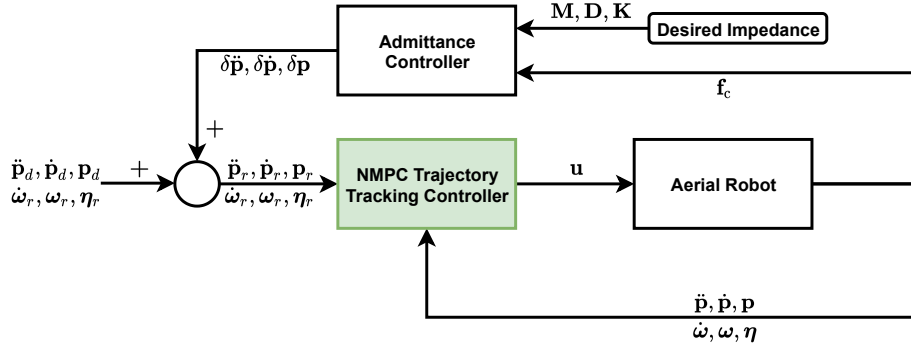 M, D, K
Desired Impedance
Admittance
Controller
δp̈, δṗ, δp
f_c
+
p̈_d, ṗ_d, p_d
+
ω̇_r, ω_r, η_r
p̈_r, ṗ_r, p_r
ω̇_r, ω_r, η_r
NMPC Trajectory
Tracking Controller
u
Aerial Robot
p̈, ṗ, p
ω̇, ω, η